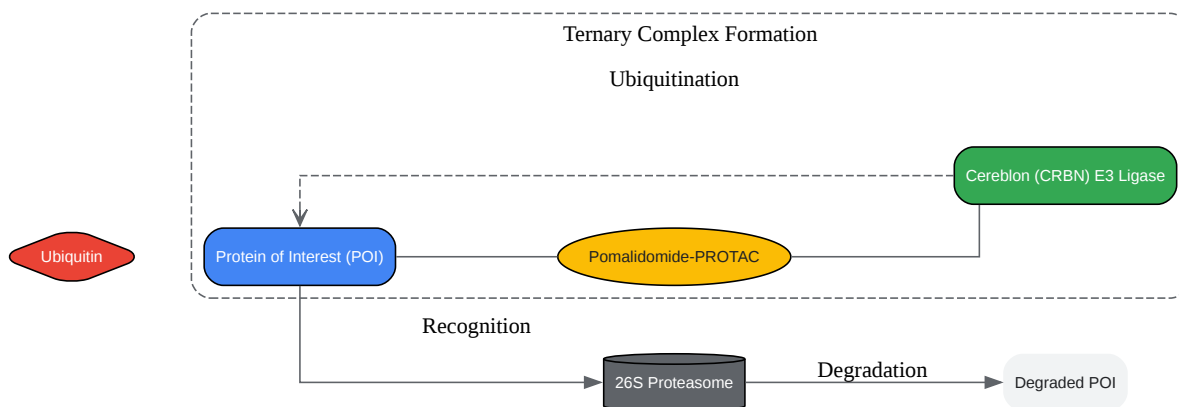 Ternary Complex Formation
Ubiquitination
Cereblon (CRBN) E3 Ligase
Ubiquitin
Protein of Interest (POI)
Pomalidomide-PROTAC
Recognition
26S Proteasome
Degradation
Degraded POI